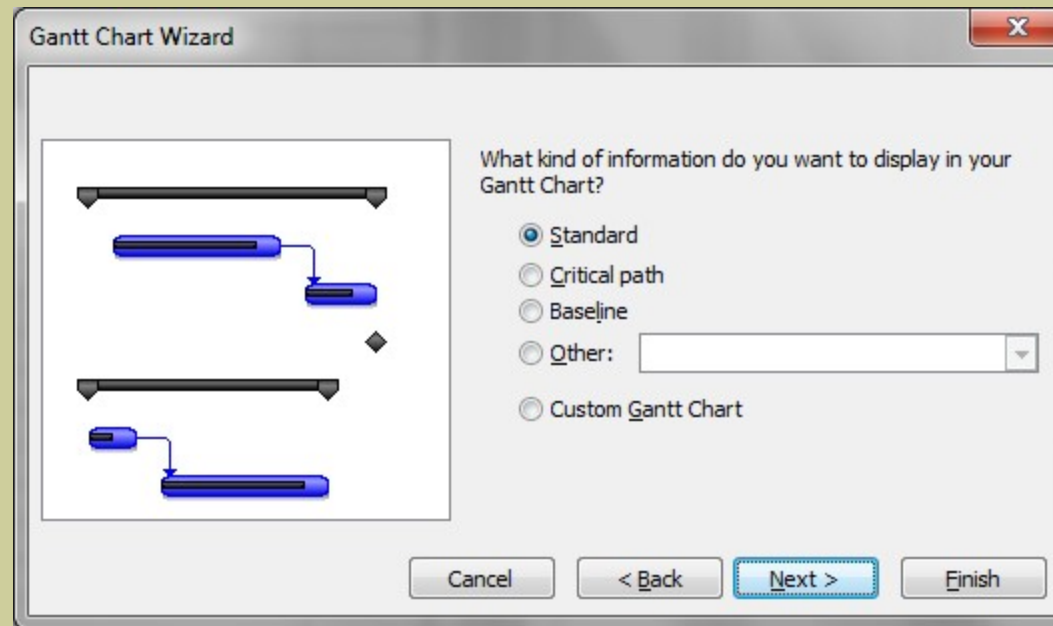 Gantt Chart Wizard
What kind of information do you want to display in your
Gantt Chart?
Standard
Critical path
Baseline
Other:
Custom Gantt Chart
Cancel
< Back
Next >
Finish